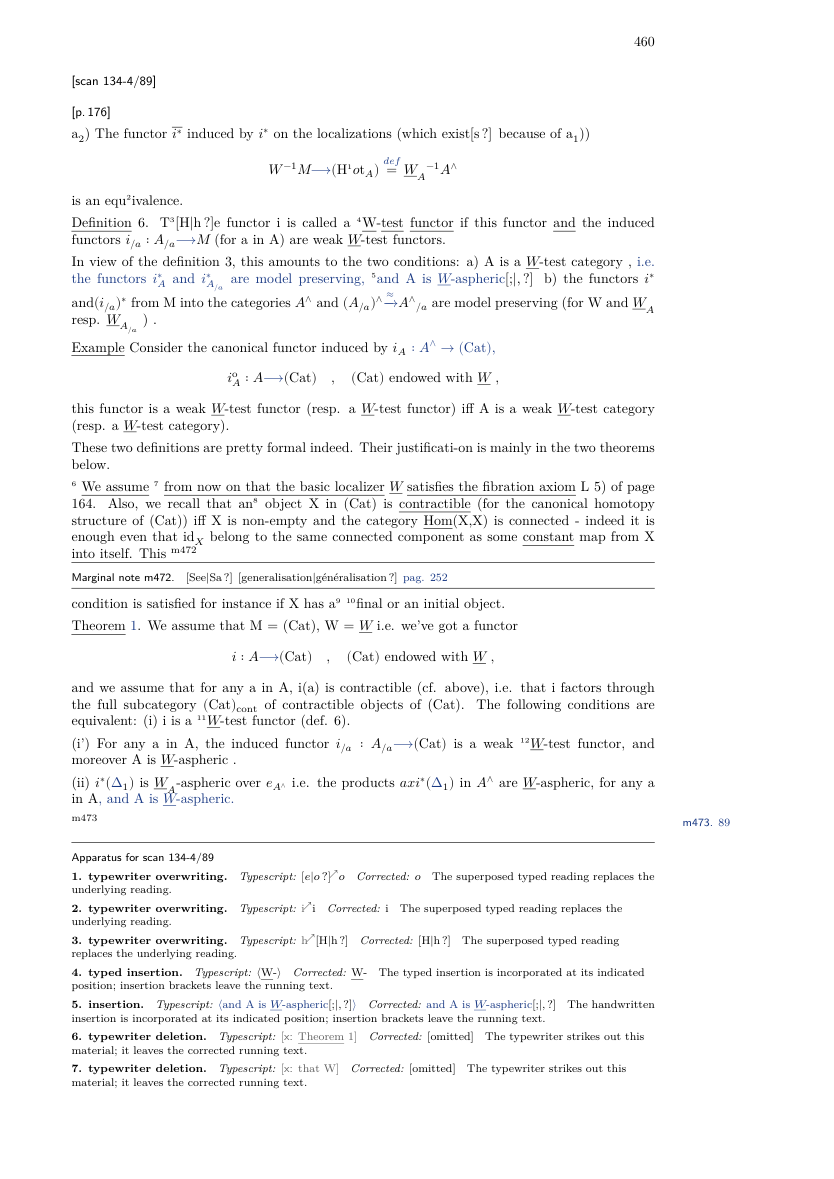 460
[scan 134-4/89]
[p. 176]
a₂) The functor i* induced by i* on the localizations (which exist[s ?] because of a₁))
W⁻¹M⟶(H¹ot_A) =^{def} W_A⁻¹A^
is an equ²ivalence.
Definition 6. T³[H|h ?]e functor i is called a ⁴W-test functor if this functor and the induced
functors i_{/a} : A_{/a}⟶M (for a in A) are weak W-test functors.
In view of the definition 3, this amounts to the two conditions: a) A is a W-test category , i.e.
the functors i*_A and i*_{A_{/a}} are model preserving, ⁵and A is W-aspheric[;|, ?] b) the functors i*
and(i_{/a})* from M into the categories A^ and (A_{/a})^ →^≈ A^_{/a} are model preserving (for W and W_A
resp. W_{A_{/a}} ) .
Example Consider the canonical functor induced by i_A : A^ → (Cat),
i_A^o : A⟶(Cat) , (Cat) endowed with W ,
this functor is a weak W-test functor (resp. a W-test functor) iff A is a weak W-test category
(resp. a W-test category).
These two definitions are pretty formal indeed. Their justificati-on is mainly in the two theorems
below.
⁶ We assume ⁷ from now on that the basic localizer W satisfies the fibration axiom L 5) of page
164. Also, we recall that an⁸ object X in (Cat) is contractible (for the canonical homotopy
structure of (Cat)) iff X is non-empty and the category Hom(X,X) is connected - indeed it is
enough even that id_X belong to the same connected component as some constant map from X
into itself. This m472
Marginal note m472. [See|Sa ?] [generalisation|généralisation ?] pag. 252
condition is satisfied for instance if X has a⁹ ¹⁰final or an initial object.
Theorem 1. We assume that M = (Cat), W = W i.e. we've got a functor
i : A⟶(Cat) , (Cat) endowed with W ,
and we assume that for any a in A, i(a) is contractible (cf. above), i.e. that i factors through
the full subcategory (Cat)_cont of contractible objects of (Cat). The following conditions are
equivalent: (i) i is a ¹¹W-test functor (def. 6).
(i') For any a in A, the induced functor i_{/a} : A_{/a}⟶(Cat) is a weak ¹²W-test functor, and
moreover A is W-aspheric .
(ii) i*(Δ₁) is W_A-aspheric over e_{A^} i.e. the products axi*(Δ₁) in A^ are W-aspheric, for any a
in A, and A is W-aspheric.
m473
m473. 89
Apparatus for scan 134-4/89
1. typewriter overwriting. Typescript: [e|o ?]↗o Corrected: o The superposed typed reading replaces the
underlying reading.
2. typewriter overwriting. Typescript: i↗i Corrected: i The superposed typed reading replaces the
underlying reading.
3. typewriter overwriting. Typescript: h↗[H|h ?] Corrected: [H|h ?] The superposed typed reading
replaces the underlying reading.
4. typed insertion. Typescript: ⟨W-⟩ Corrected: W- The typed insertion is incorporated at its indicated
position; insertion brackets leave the running text.
5. insertion. Typescript: ⟨and A is W-aspheric[;|, ?]⟩ Corrected: and A is W-aspheric[;|, ?] The handwritten
insertion is incorporated at its indicated position; insertion brackets leave the running text.
6. typewriter deletion. Typescript: [x: Theorem 1] Corrected: [omitted] The typewriter strikes out this
material; it leaves the corrected running text.
7. typewriter deletion. Typescript: [x: that W] Corrected: [omitted] The typewriter strikes out this
material; it leaves the corrected running text.